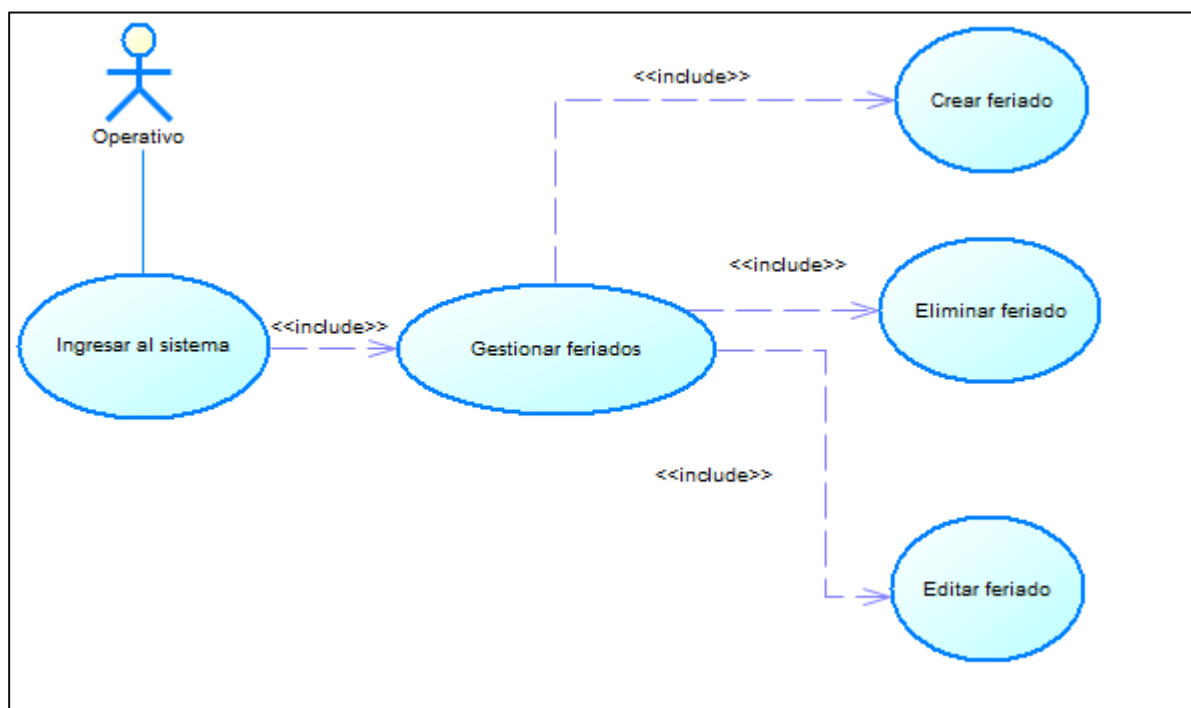 <<include>>
Crear feriado
Operativo
<<include>>
Eliminar feriado
<<include>>
Ingresar al sistema
Gestionar feriados
<<include>>
Editar feriado